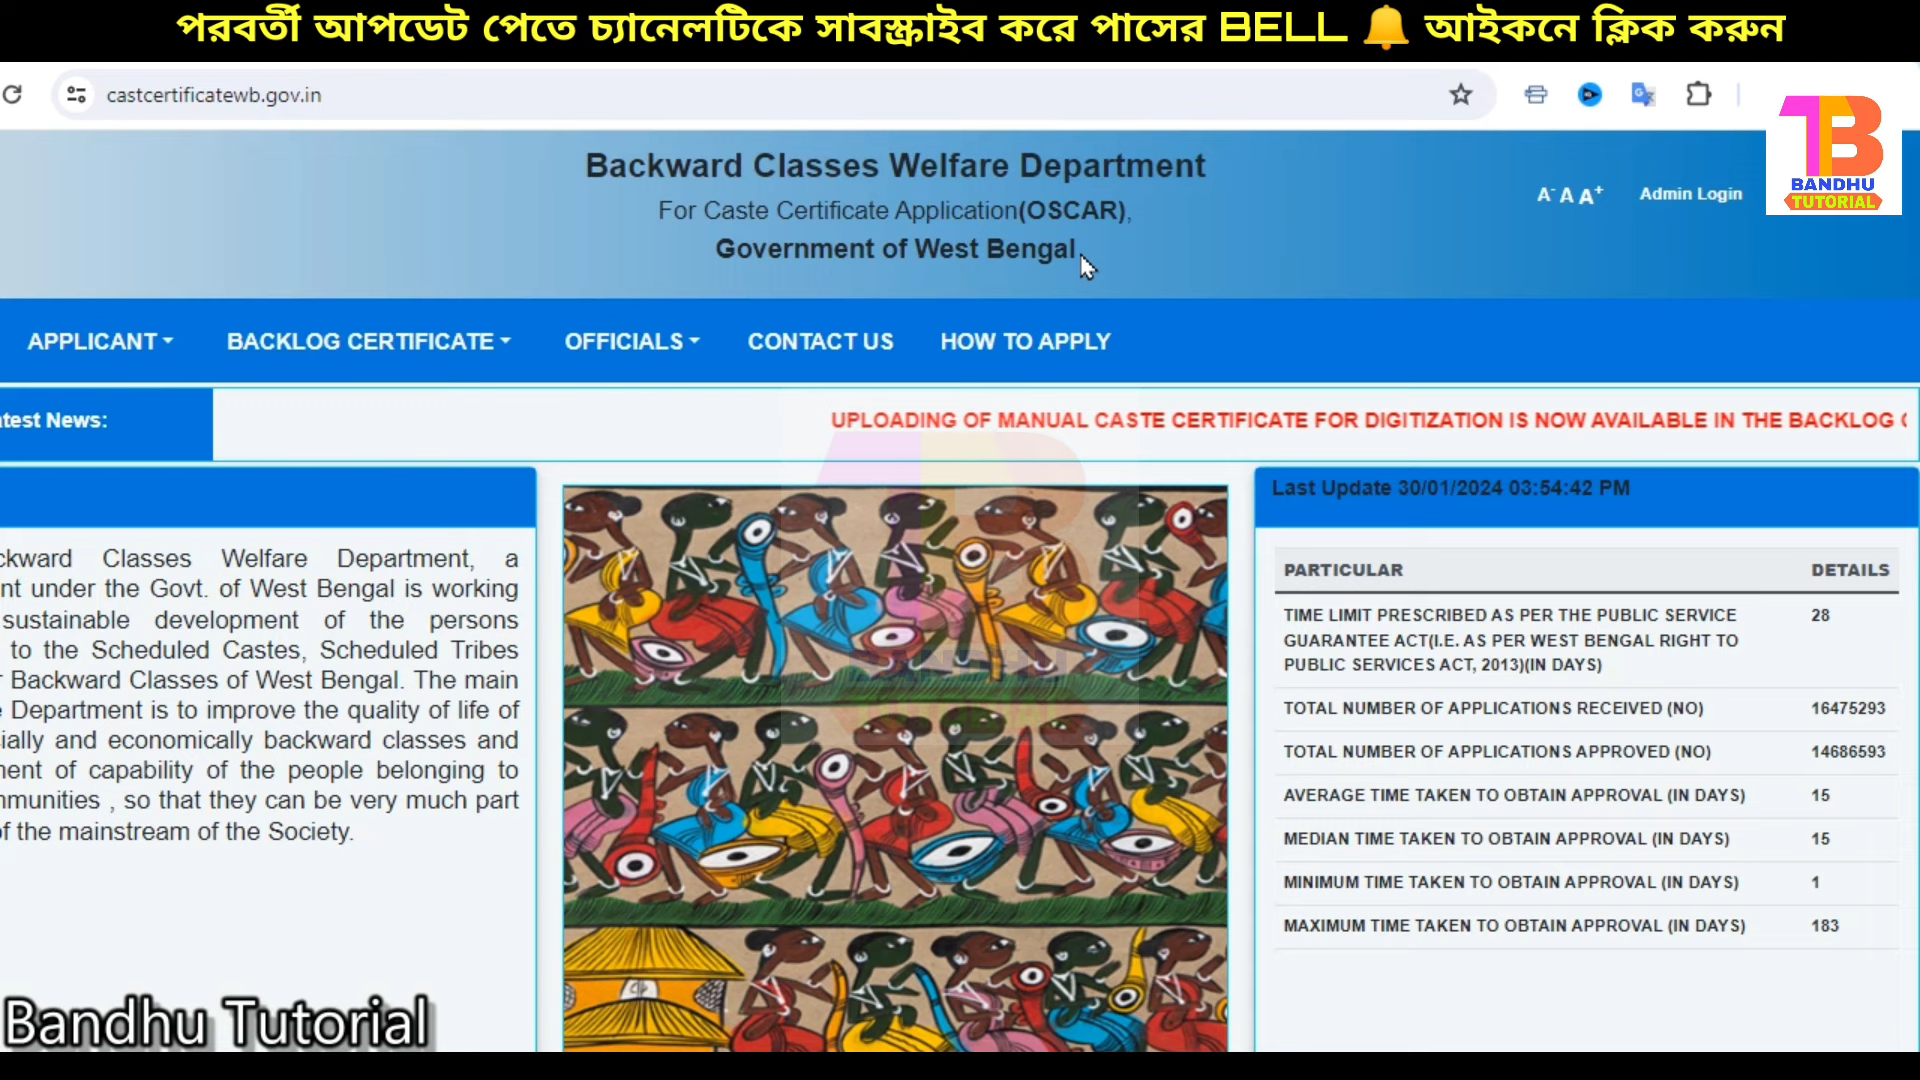 পরবর্তী আপডেট পেতে চ্যানেলটিকে সাবস্ক্রাইব করে পাসের BELL 🔔 আইকনে ক্লিক করুন
castcertificatewb.gov.in
BANDHU
TUTORIAL
Backward Classes Welfare Department
For Caste Certificate Application(OSCAR),
Government of West Bengal
A- A A+ Admin Login
APPLICANT BACKLOG CERTIFICATE OFFICIALS CONTACT US HOW TO APPLY
atest News:
UPLOADING OF MANUAL CASTE CERTIFICATE FOR DIGITIZATION IS NOW AVAILABLE IN THE BACKLOG
ckward Classes Welfare Department, a
nt under the Govt. of West Bengal is working
sustainable development of the persons
to the Scheduled Castes, Scheduled Tribes
r Backward Classes of West Bengal. The main
e Department is to improve the quality of life of
ially and economically backward classes and
ment of capability of the people belonging to
mmunities , so that they can be very much part
of the mainstream of the Society.
BANDHU
TUTORIAL
Last Update 30/01/2024 03:54:42 PM
PARTICULAR DETAILS
TIME LIMIT PRESCRIBED AS PER THE PUBLIC SERVICE 28
GUARANTEE ACT(I.E. AS PER WEST BENGAL RIGHT TO
PUBLIC SERVICES ACT, 2013)(IN DAYS)
TOTAL NUMBER OF APPLICATIONS RECEIVED (NO) 16475293
TOTAL NUMBER OF APPLICATIONS APPROVED (NO) 14686593
AVERAGE TIME TAKEN TO OBTAIN APPROVAL (IN DAYS) 15
MEDIAN TIME TAKEN TO OBTAIN APPROVAL (IN DAYS) 15
MINIMUM TIME TAKEN TO OBTAIN APPROVAL (IN DAYS) 1
MAXIMUM TIME TAKEN TO OBTAIN APPROVAL (IN DAYS) 183
Bandhu Tutorial